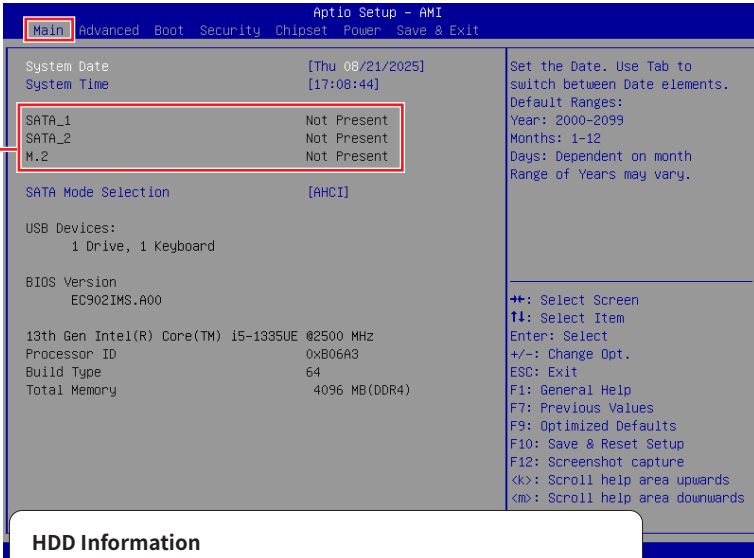 Aptio Setup – AMI
Main Advanced Boot Security Chipset Power Save & Exit
System Date [Thu 08/21/2025]
System Time [17:08:44]
SATA_1 Not Present
SATA_2 Not Present
M.2 Not Present
SATA Mode Selection [AHCI]
USB Devices:
1 Drive, 1 Keyboard
BIOS Version
EC902IMS.A00
13th Gen Intel(R) Core(TM) i5-1335UE @2500 MHz
Processor ID 0xB06A3
Build Type 64
Total Memory 4096 MB(DDR4)
Set the Date. Use Tab to
switch between Date elements.
Default Ranges:
Year: 2000-2099
Months: 1-12
Days: Dependent on month
Range of Years may vary.
→←: Select Screen
↑↓: Select Item
Enter: Select
+/-: Change Opt.
ESC: Exit
F1: General Help
F7: Previous Values
F9: Optimized Defaults
F10: Save & Reset Setup
F12: Screenshot capture
<k>: Scroll help area upwards
<m>: Scroll help area downwards
HDD Information